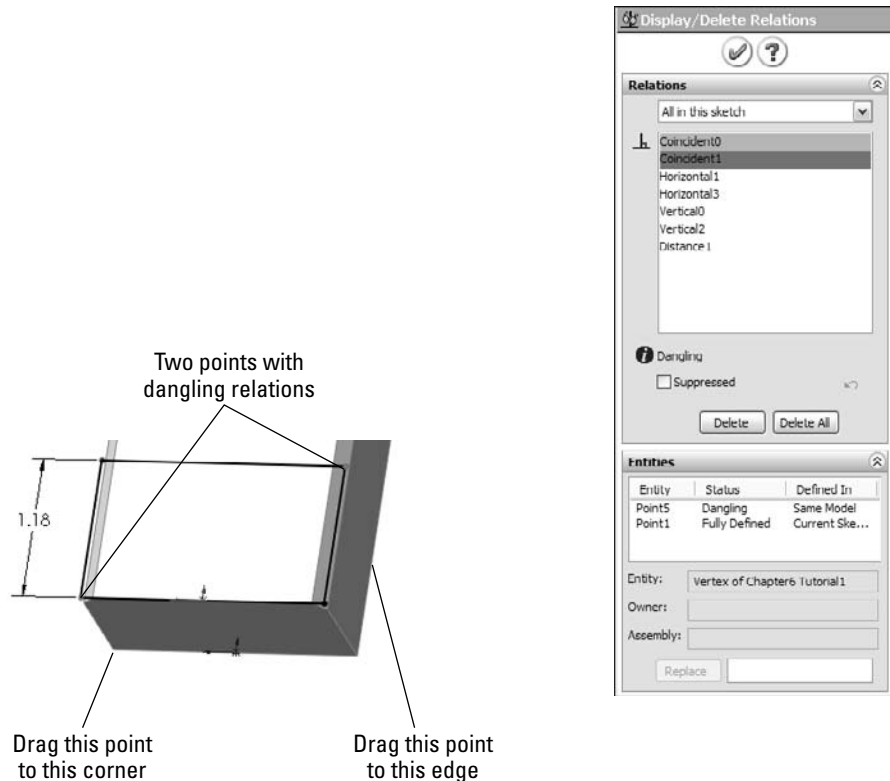 Display/Delete Relations
Relations
All in this sketch
Coincident0
Coincident1
Horizontal1
Horizontal3
Vertical0
Vertical2
Distance1
Dangling
Suppressed
Delete Delete All
Entities
Entity Status Defined In
Point5 Dangling Same Model
Point1 Fully Defined Current Ske...
Entity: Vertex of Chapter6 Tutorial1
Owner:
Assembly:
Replace
Two points with
dangling relations
1.18
Drag this point
to this corner
Drag this point
to this edge